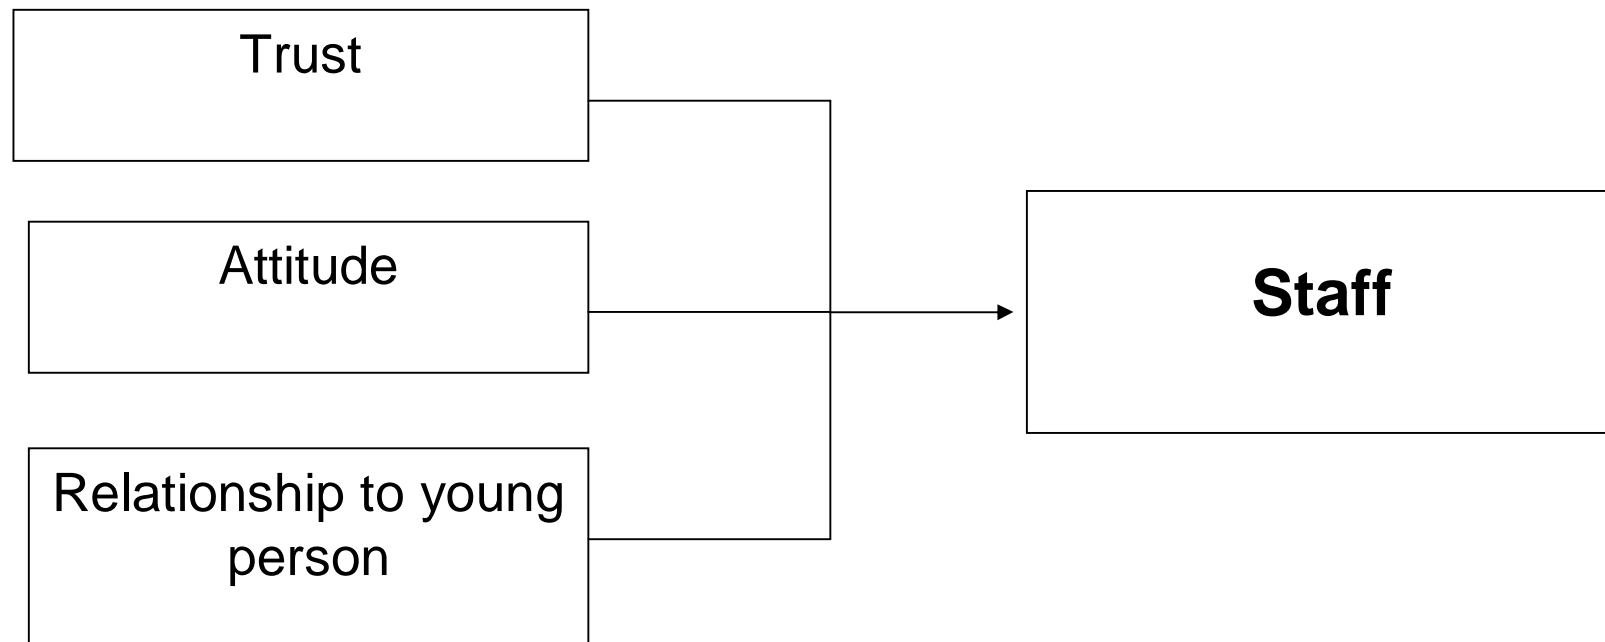 Trust
Attitude
Staff
Relationship to young
person